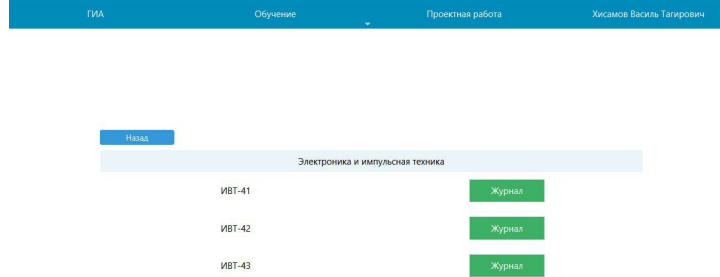 ГИА Обучение Проектная работа Хисамов Василь Тагирович
Назад
Электроника и импульсная техника
ИВТ-41 Журнал
ИВТ-42 Журнал
ИВТ-43 Журнал